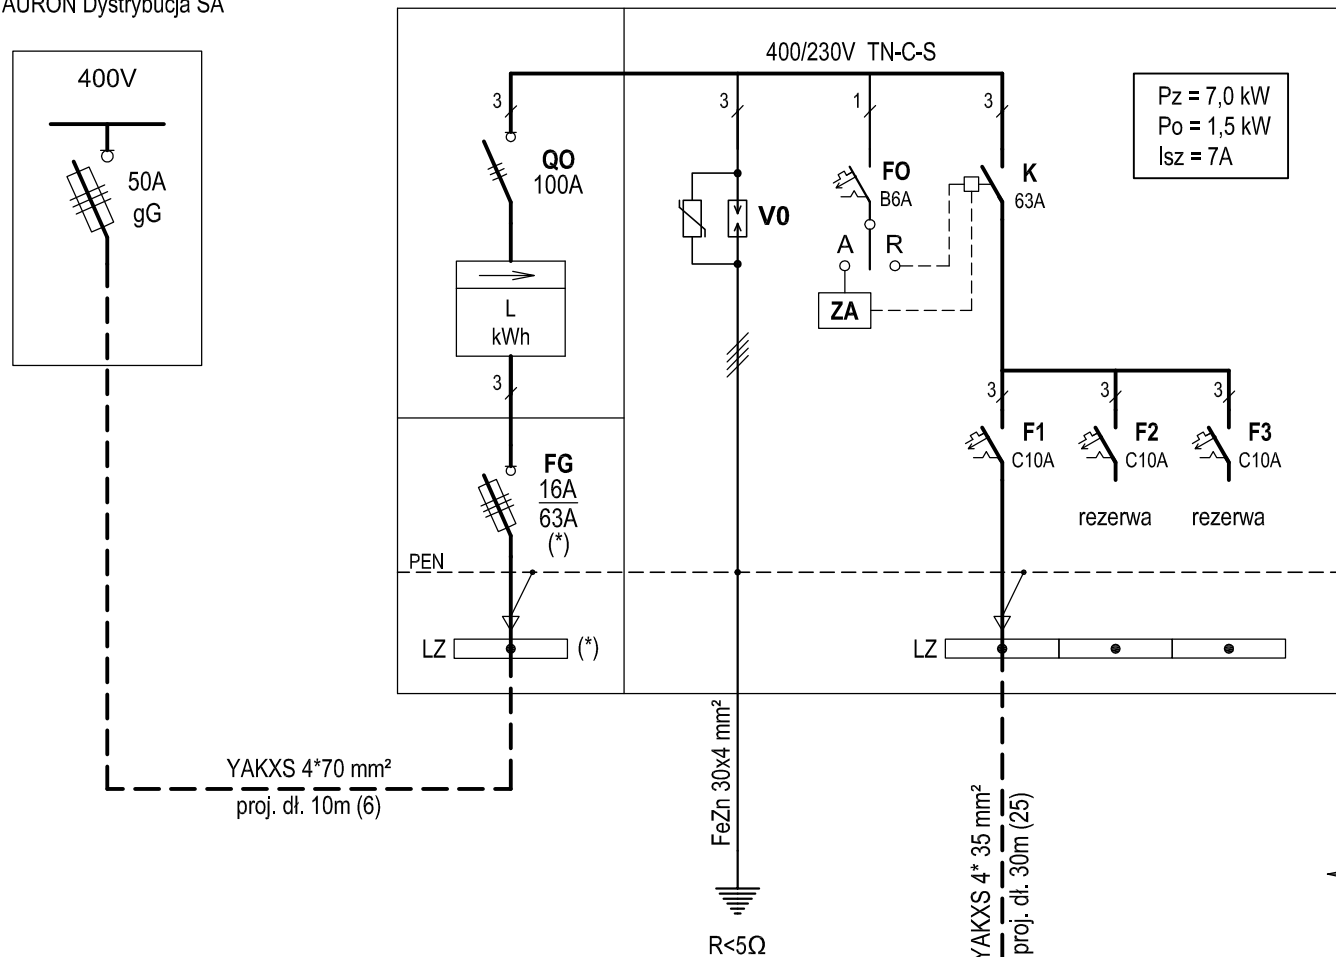 AURON Dystrybucja SA
400V
50A
gG
400/230V TN-C-S
Pz = 7,0 kW
Po = 1,5 kW
Isz = 7A
3
3
1
3
QO
100A
V0
FO
B6A
K
63A
A
R
ZA
L
kWh
3
3
3
3
F1
C10A
F2
C10A
F3
C10A
rezerwa
rezerwa
FG
16A
63A
(*)
PEN
LZ
(*)
LZ
YAKXS 4*70 mm²
proj. dł. 10m (6)
FeZn 30x4 mm²
YAKXS 4* 35 mm²
proj. dł. 30m (25)
R<5Ω